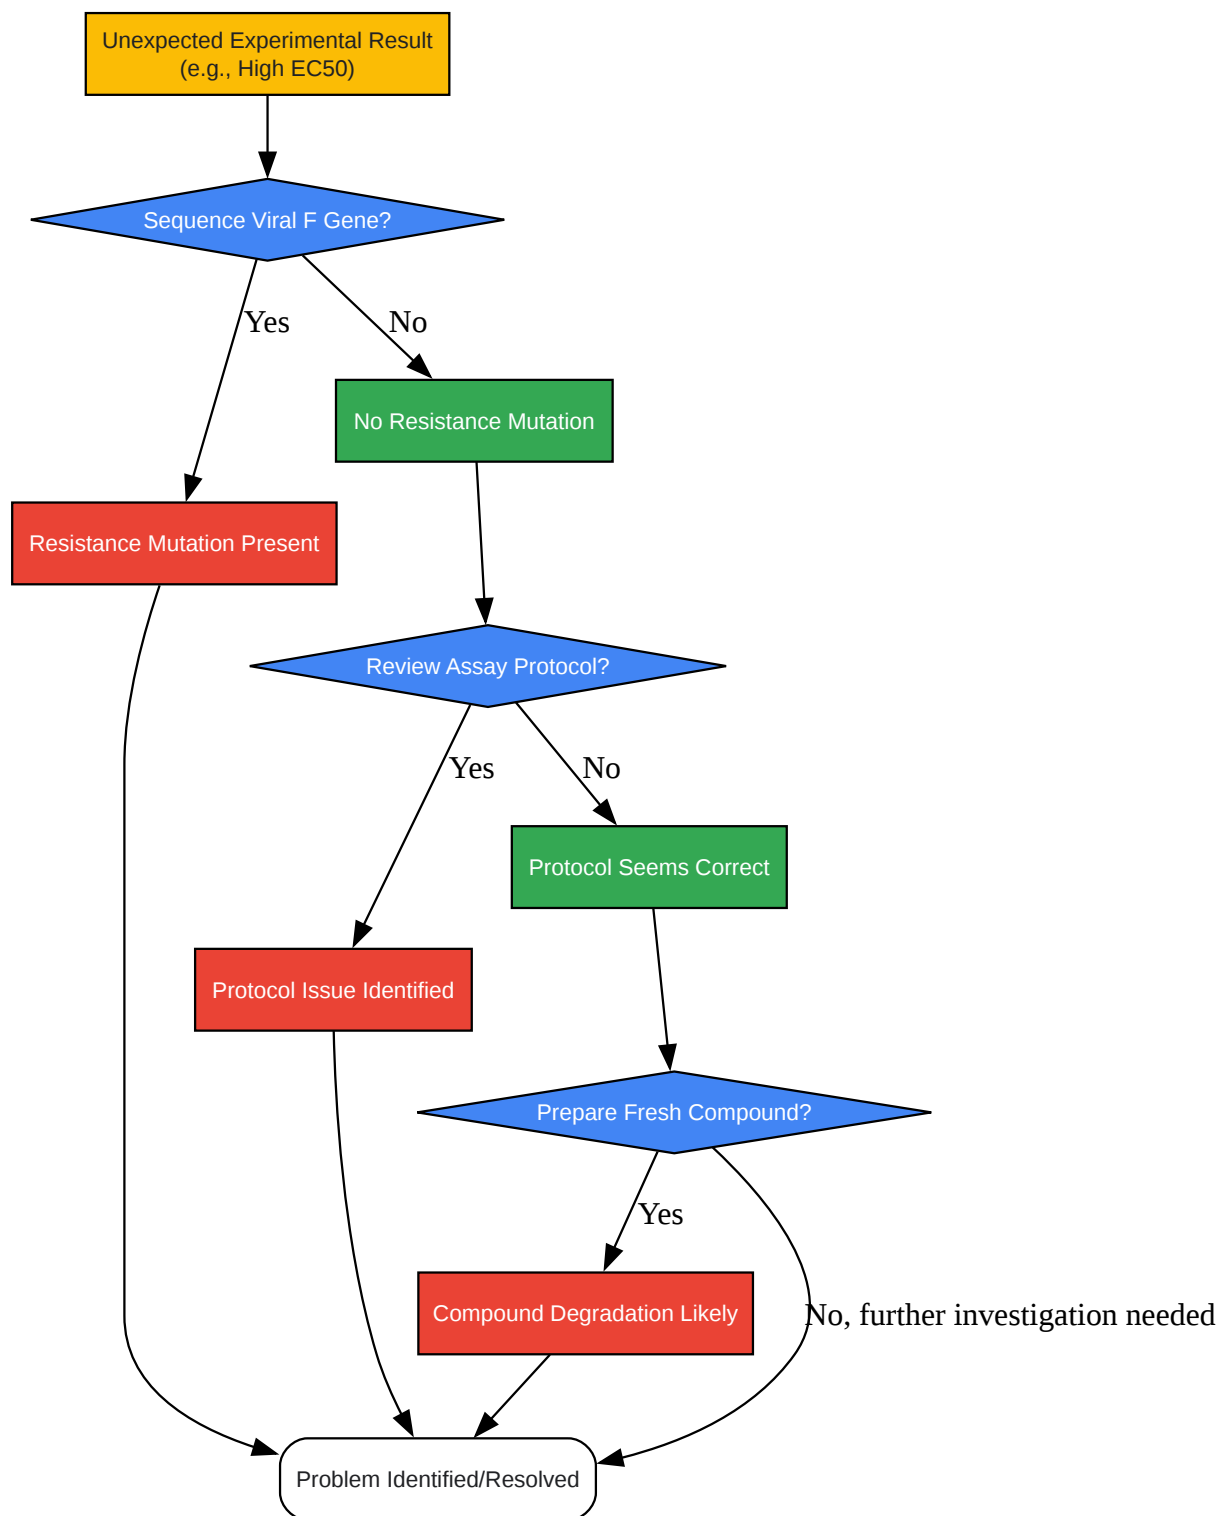 Unexpected Experimental Result
(e.g., High EC50)
Sequence Viral F Gene?
Yes
No
No Resistance Mutation
Resistance Mutation Present
Review Assay Protocol?
Yes
No
Protocol Seems Correct
Protocol Issue Identified
Prepare Fresh Compound?
Yes
Compound Degradation Likely
No, further investigation needed
Problem Identified/Resolved